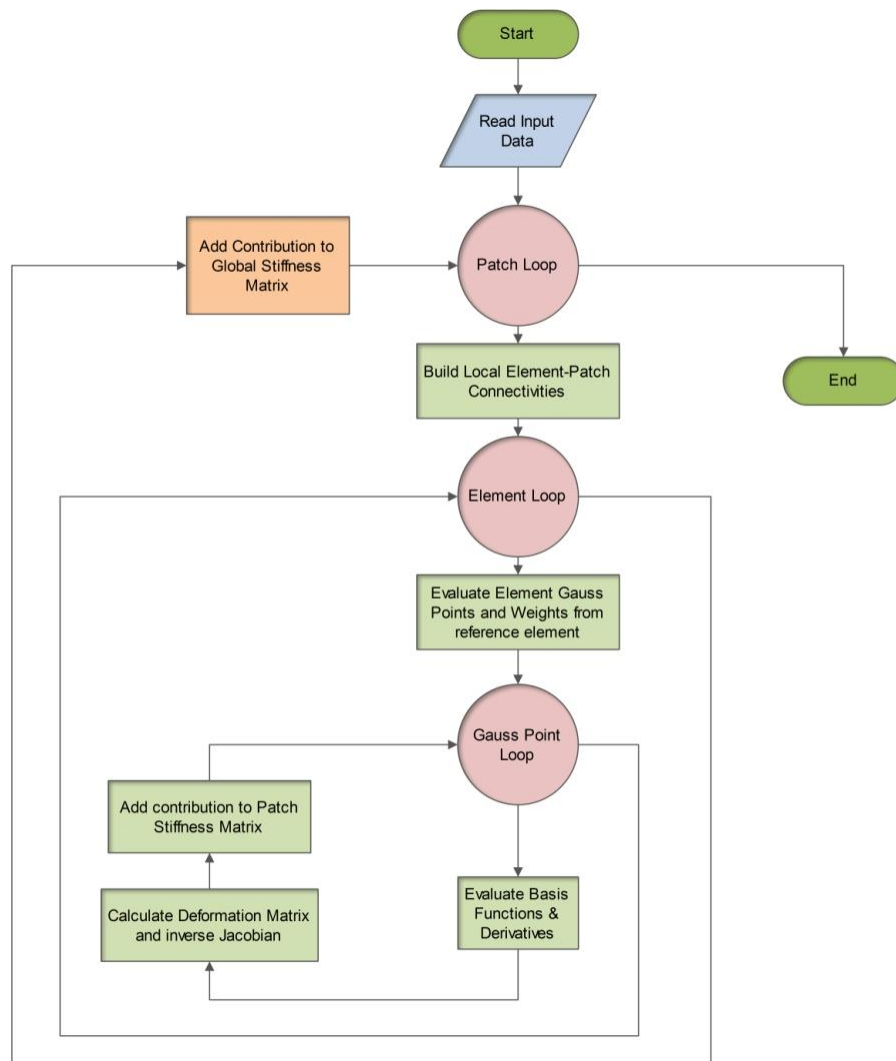 Start
Read Input
Data
Add Contribution to
Global Stiffness
Matrix
Patch Loop
Build Local Element-Patch
Connectivities
End
Element Loop
Evaluate Element Gauss
Points and Weights from
reference element
Gauss Point
Loop
Add contribution to Patch
Stiffness Matrix
Calculate Deformation Matrix
and inverse Jacobian
Evaluate Basis
Functions &
Derivatives